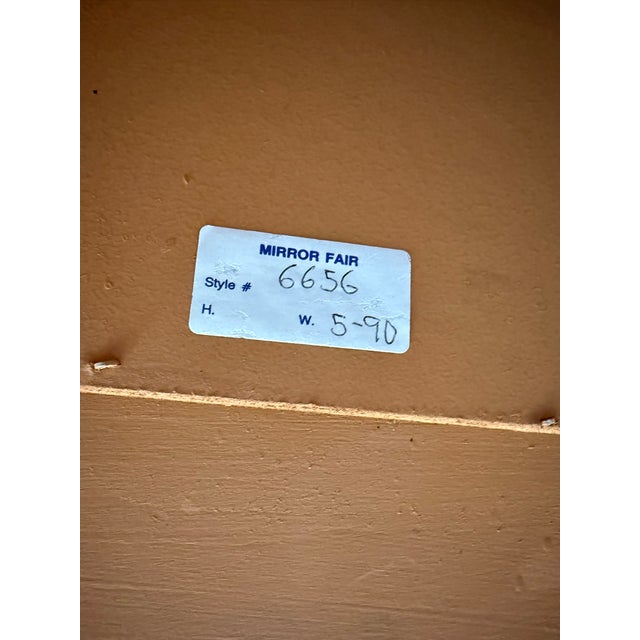 MIRROR FAIR
Style # 6656
H. W. 5-90